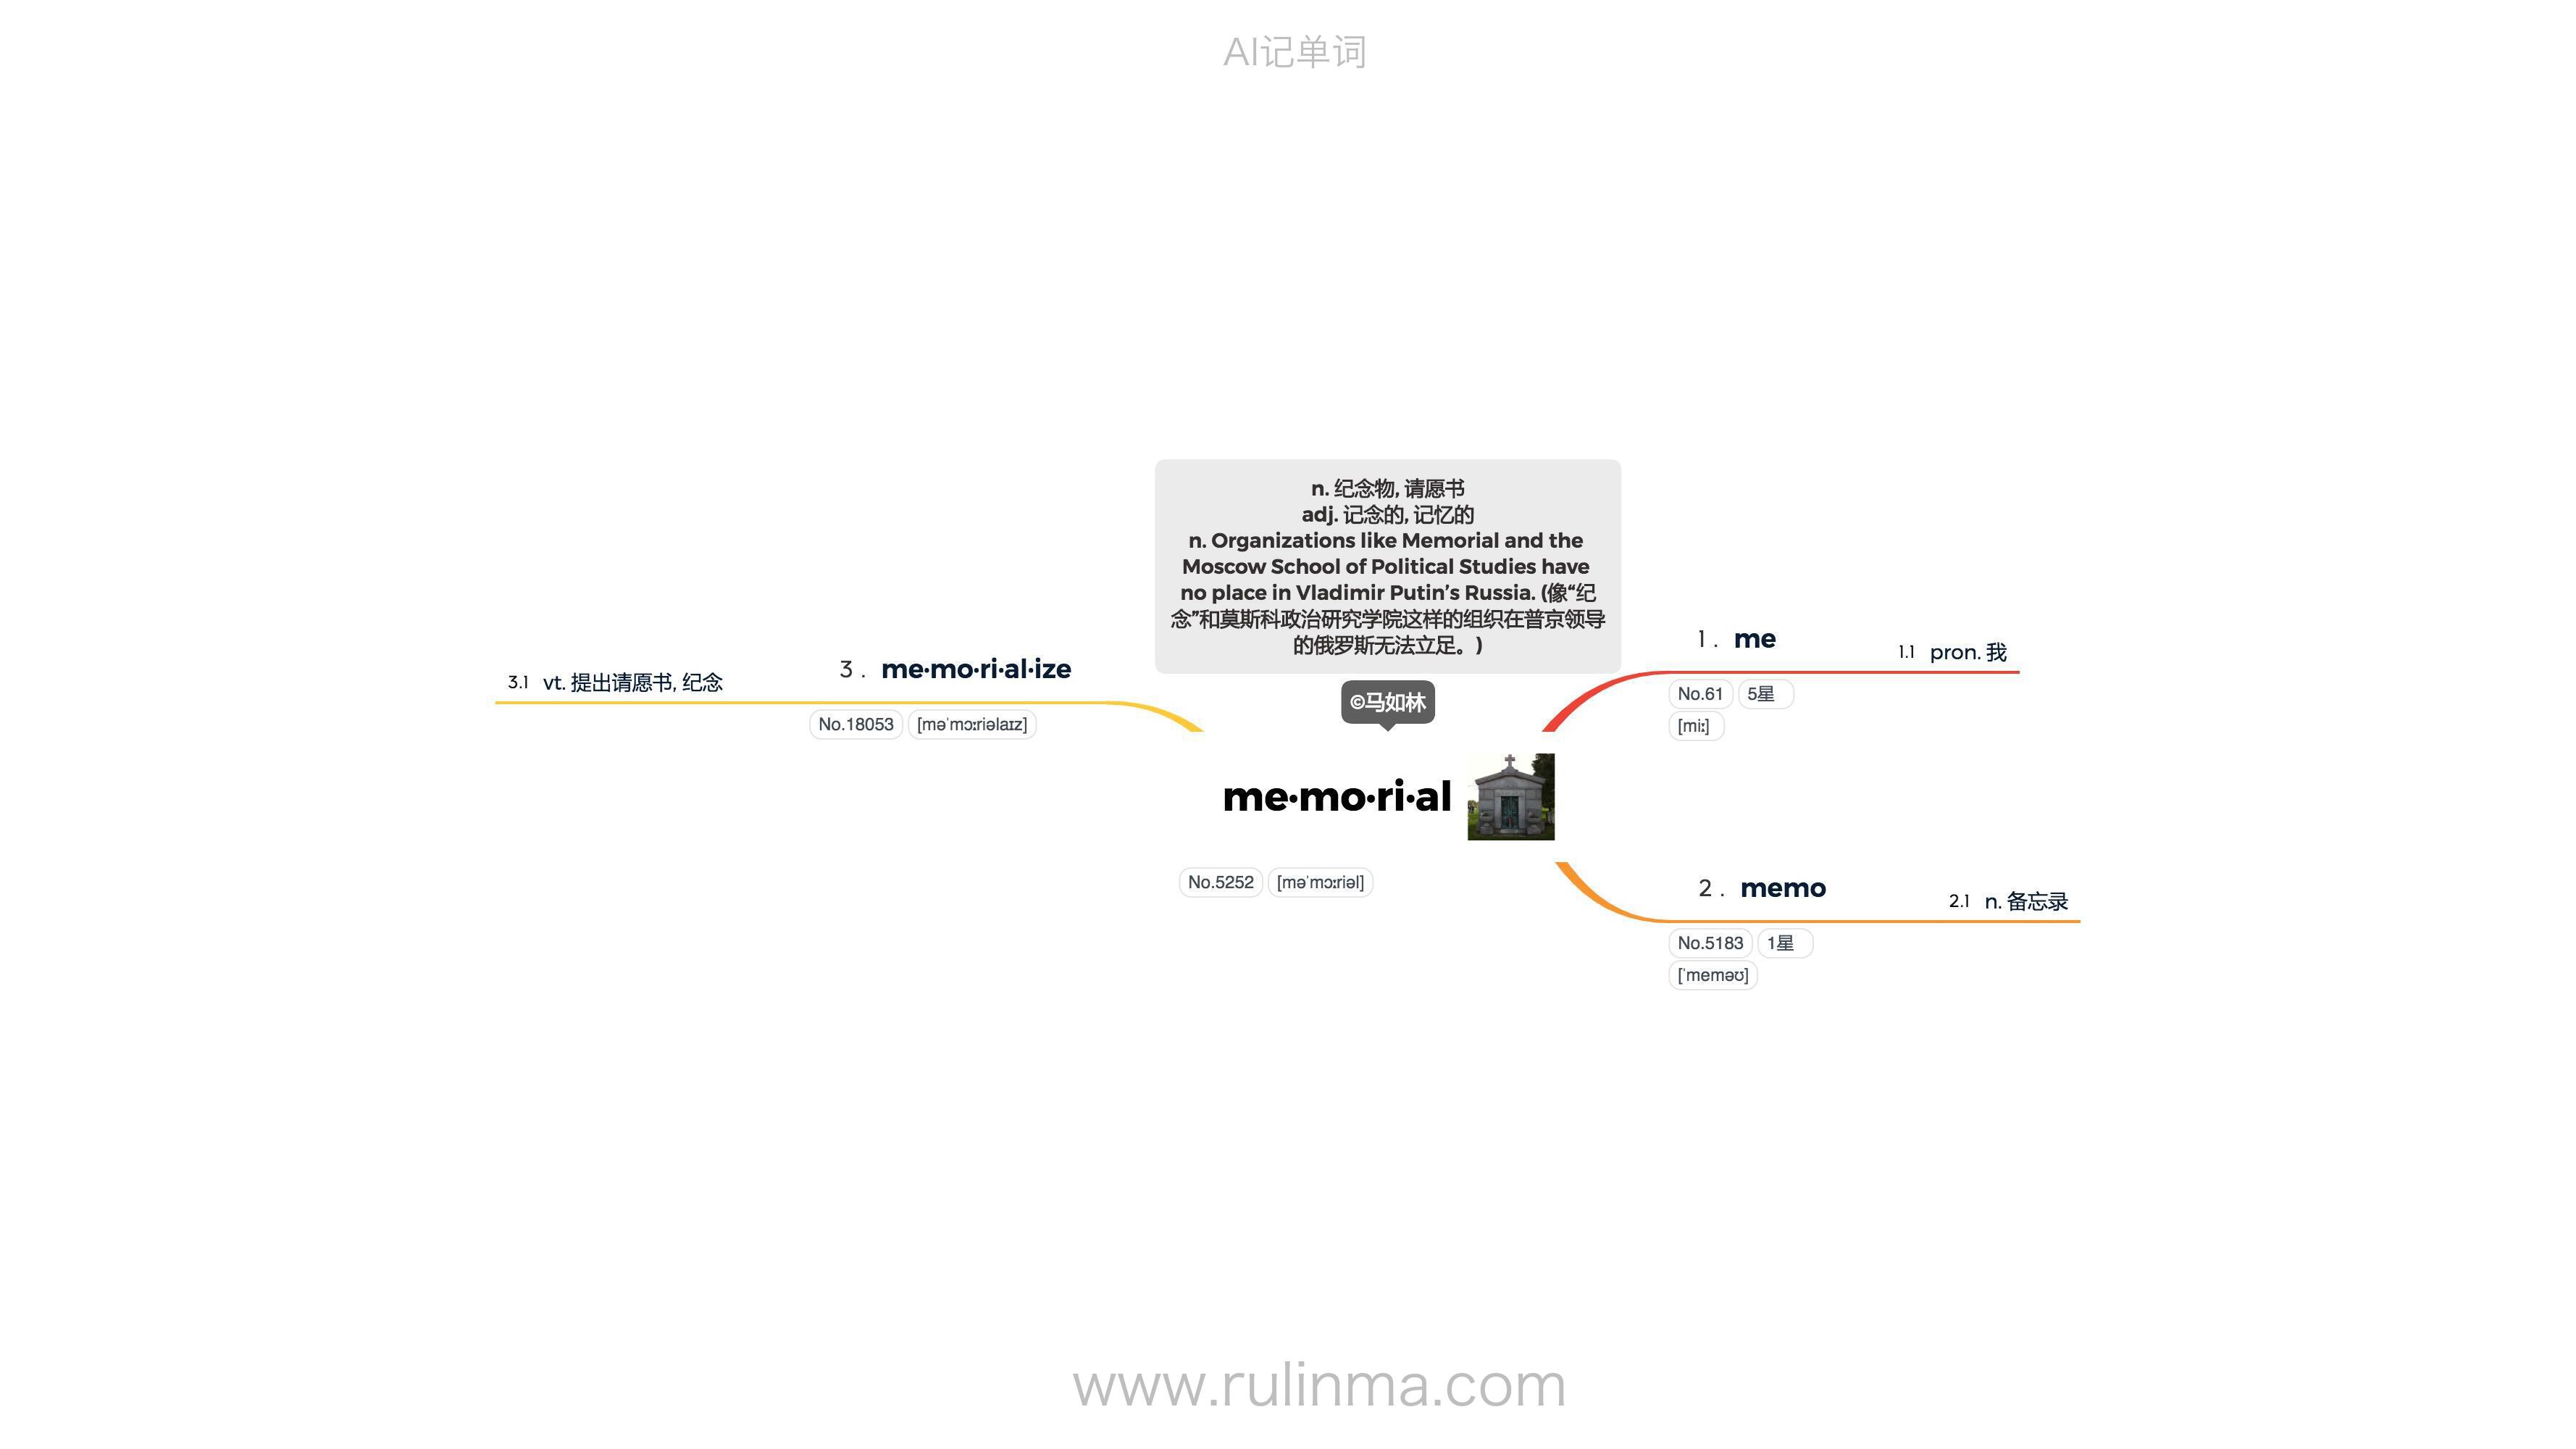 AI记单词
n. 纪念物, 请愿书
adj. 记念的, 记忆的
n. Organizations like Memorial and the
Moscow School of Political Studies have
no place in Vladimir Putin’s Russia. (像“纪
念”和莫斯科政治研究学院这样的组织在普京领导
的俄罗斯无法立足。)
©马如林
me·mo·ri·al
No.5252 [məˈmɔːriəl]
1. me
1.1 pron. 我
No.61 5星
[miː]
2. memo
2.1 n. 备忘录
No.5183 1星
[ˈmeməʊ]
3. me·mo·ri·al·ize
3.1 vt. 提出请愿书, 纪念
No.18053 [məˈmɔːriəlaɪz]
www.rulinma.com